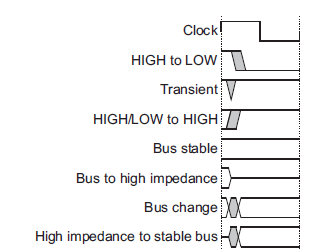 Clock
HIGH to LOW
Transient
HIGH/LOW to HIGH
Bus stable
Bus to high impedance
Bus change
High impedance to stable bus